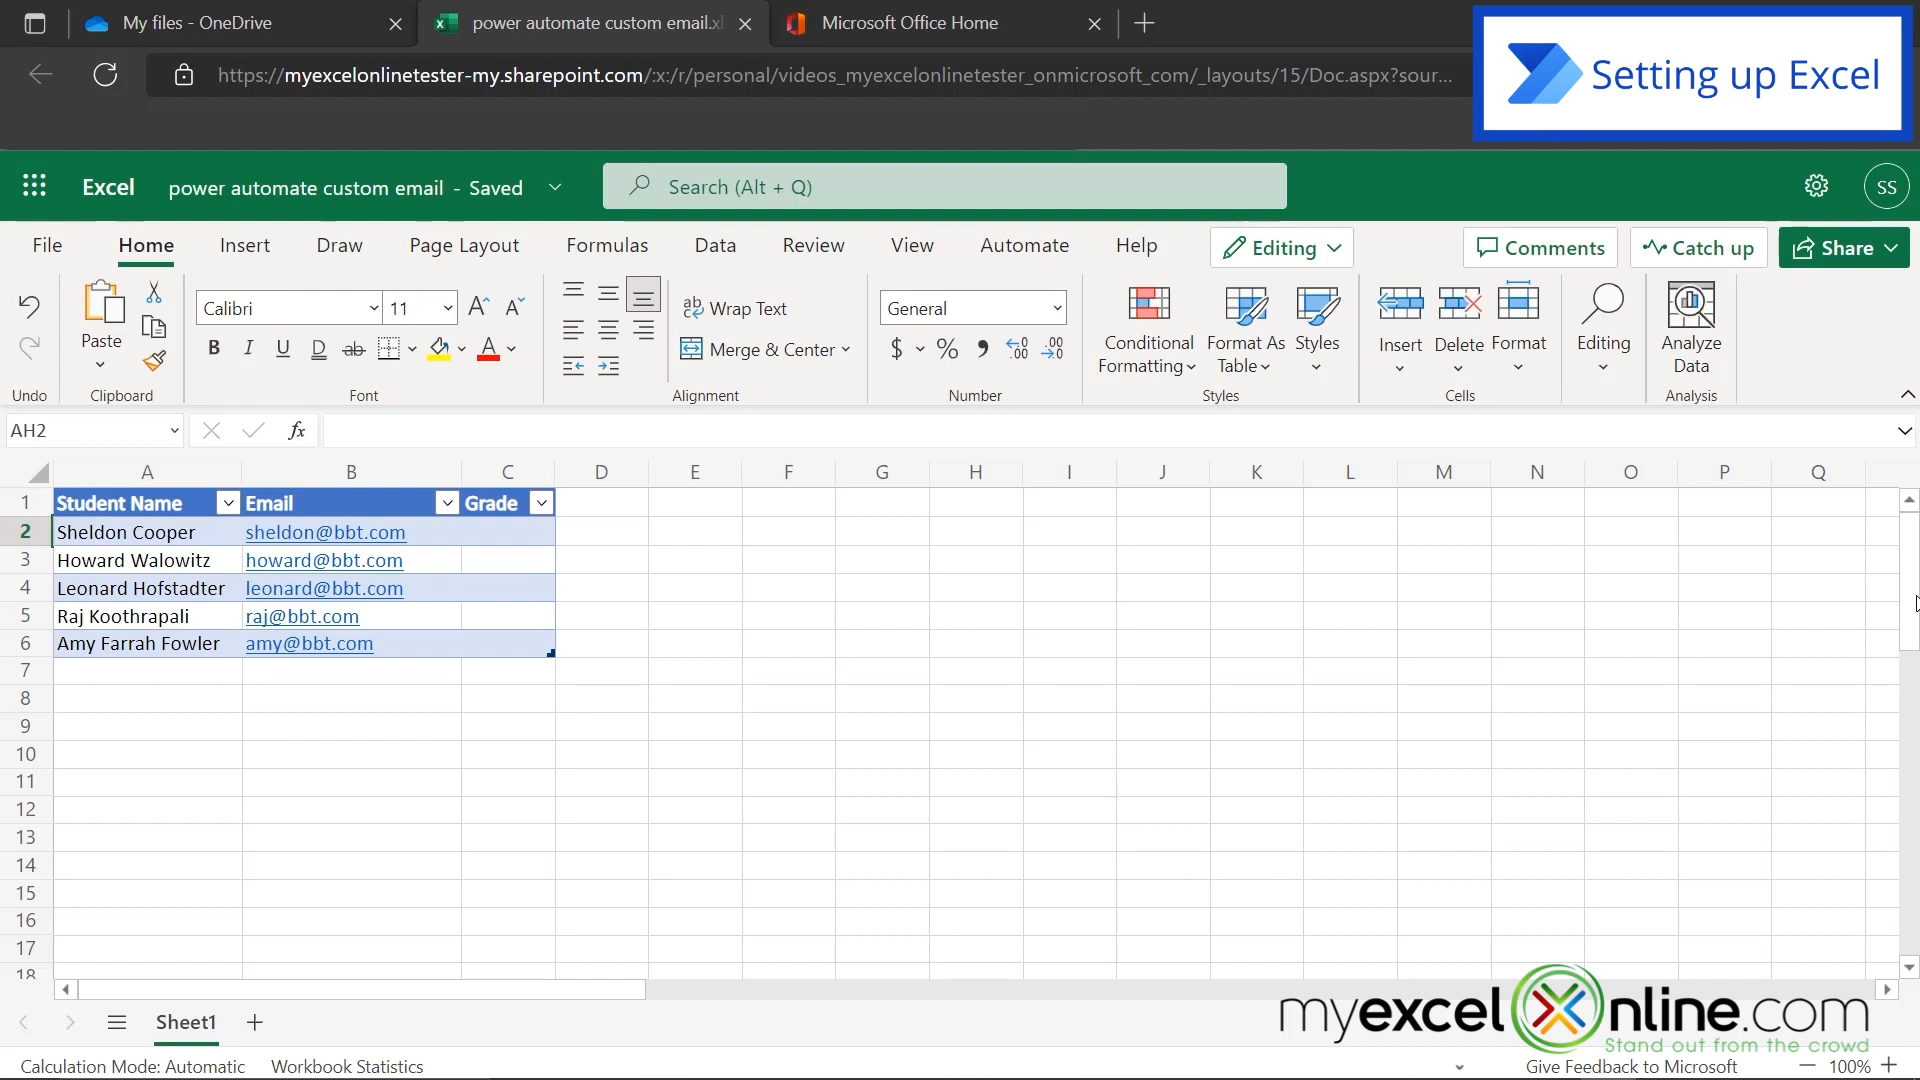 My files - OneDrive
power automate custom email.xl
Microsoft Office Home
https://myexcelonlinetester-my.sharepoint.com/:x:/r/personal/videos_myexcelonlinetester_onmicrosoft_com/_layouts/15/Doc.aspx?sour...
Setting up Excel
Excel
power automate custom email - Saved
Search (Alt + Q)
SS
File Home Insert Draw Page Layout Formulas Data Review View Automate Help
Editing
Comments
Catch up
Share
Paste
Calibri 11
Wrap Text
Merge & Center
General
Conditional Formatting
Format As Table
Styles
Insert
Delete
Format
Editing
Analyze Data
Undo Clipboard Font Alignment Number Styles Cells Analysis
AH2
fx
A B C D E F G H I J K L M N O P Q
1 Student Name Email Grade
2 Sheldon Cooper sheldon@bbt.com
3 Howard Walowitz howard@bbt.com
4 Leonard Hofstadter leonard@bbt.com
5 Raj Koothrapali raj@bbt.com
6 Amy Farrah Fowler amy@bbt.com
7
8
9
10
11
12
13
14
15
16
17
18
Sheet1
myexcelonline.com
Stand out from the crowd
Calculation Mode: Automatic Workbook Statistics
Give Feedback to Microsoft
100%